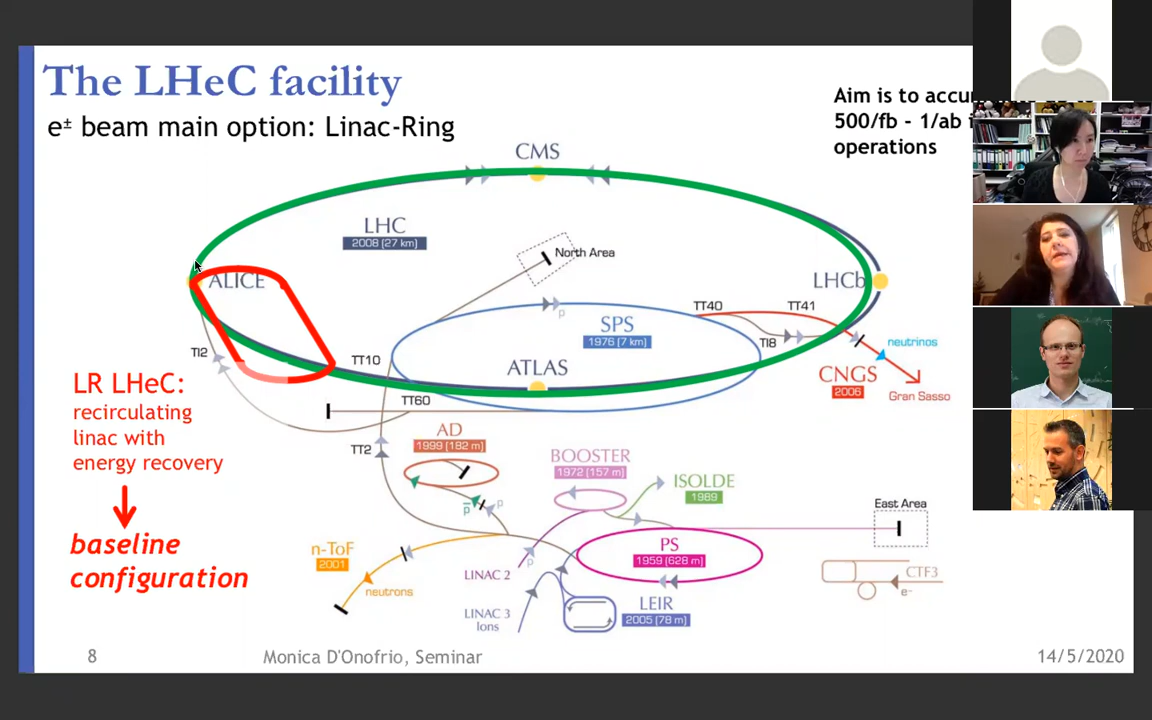 The LHeC facility
e± beam main option: Linac-Ring
Aim is to accu
500/fb - 1/ab i
operations
CMS
LHC
2008 (27 km)
North Area
ALICE
LHCb
TT40
TT41
SPS
1976 (7 km)
TI8
TI2
TT10
ATLAS
neutrinos
CNGS
2006
Gran Sasso
TT60
LR LHeC:
recirculating
linac with
energy recovery
baseline
configuration
TT2
AD
1999 (182 m)
BOOSTER
1972 (157 m)
ISOLDE
1989
p
p̅
p
East Area
PS
1959 (628 m)
n-ToF
2001
neutrons
LINAC 2
p
CTF3
e-
LINAC 3
Ions
LEIR
2005 (78 m)
8
Monica D'Onofrio, Seminar
14/5/2020